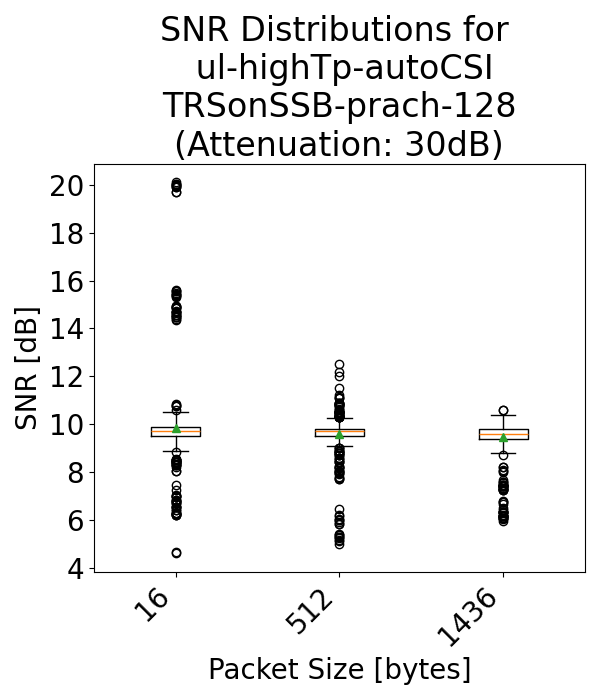 SNR Distributions for
ul-highTp-autoCSI
TRSonSSB-prach-128
(Attenuation: 30dB)
20
18
16
14
12
10
8
6
4
SNR [dB]
16
512
1436
Packet Size [bytes]